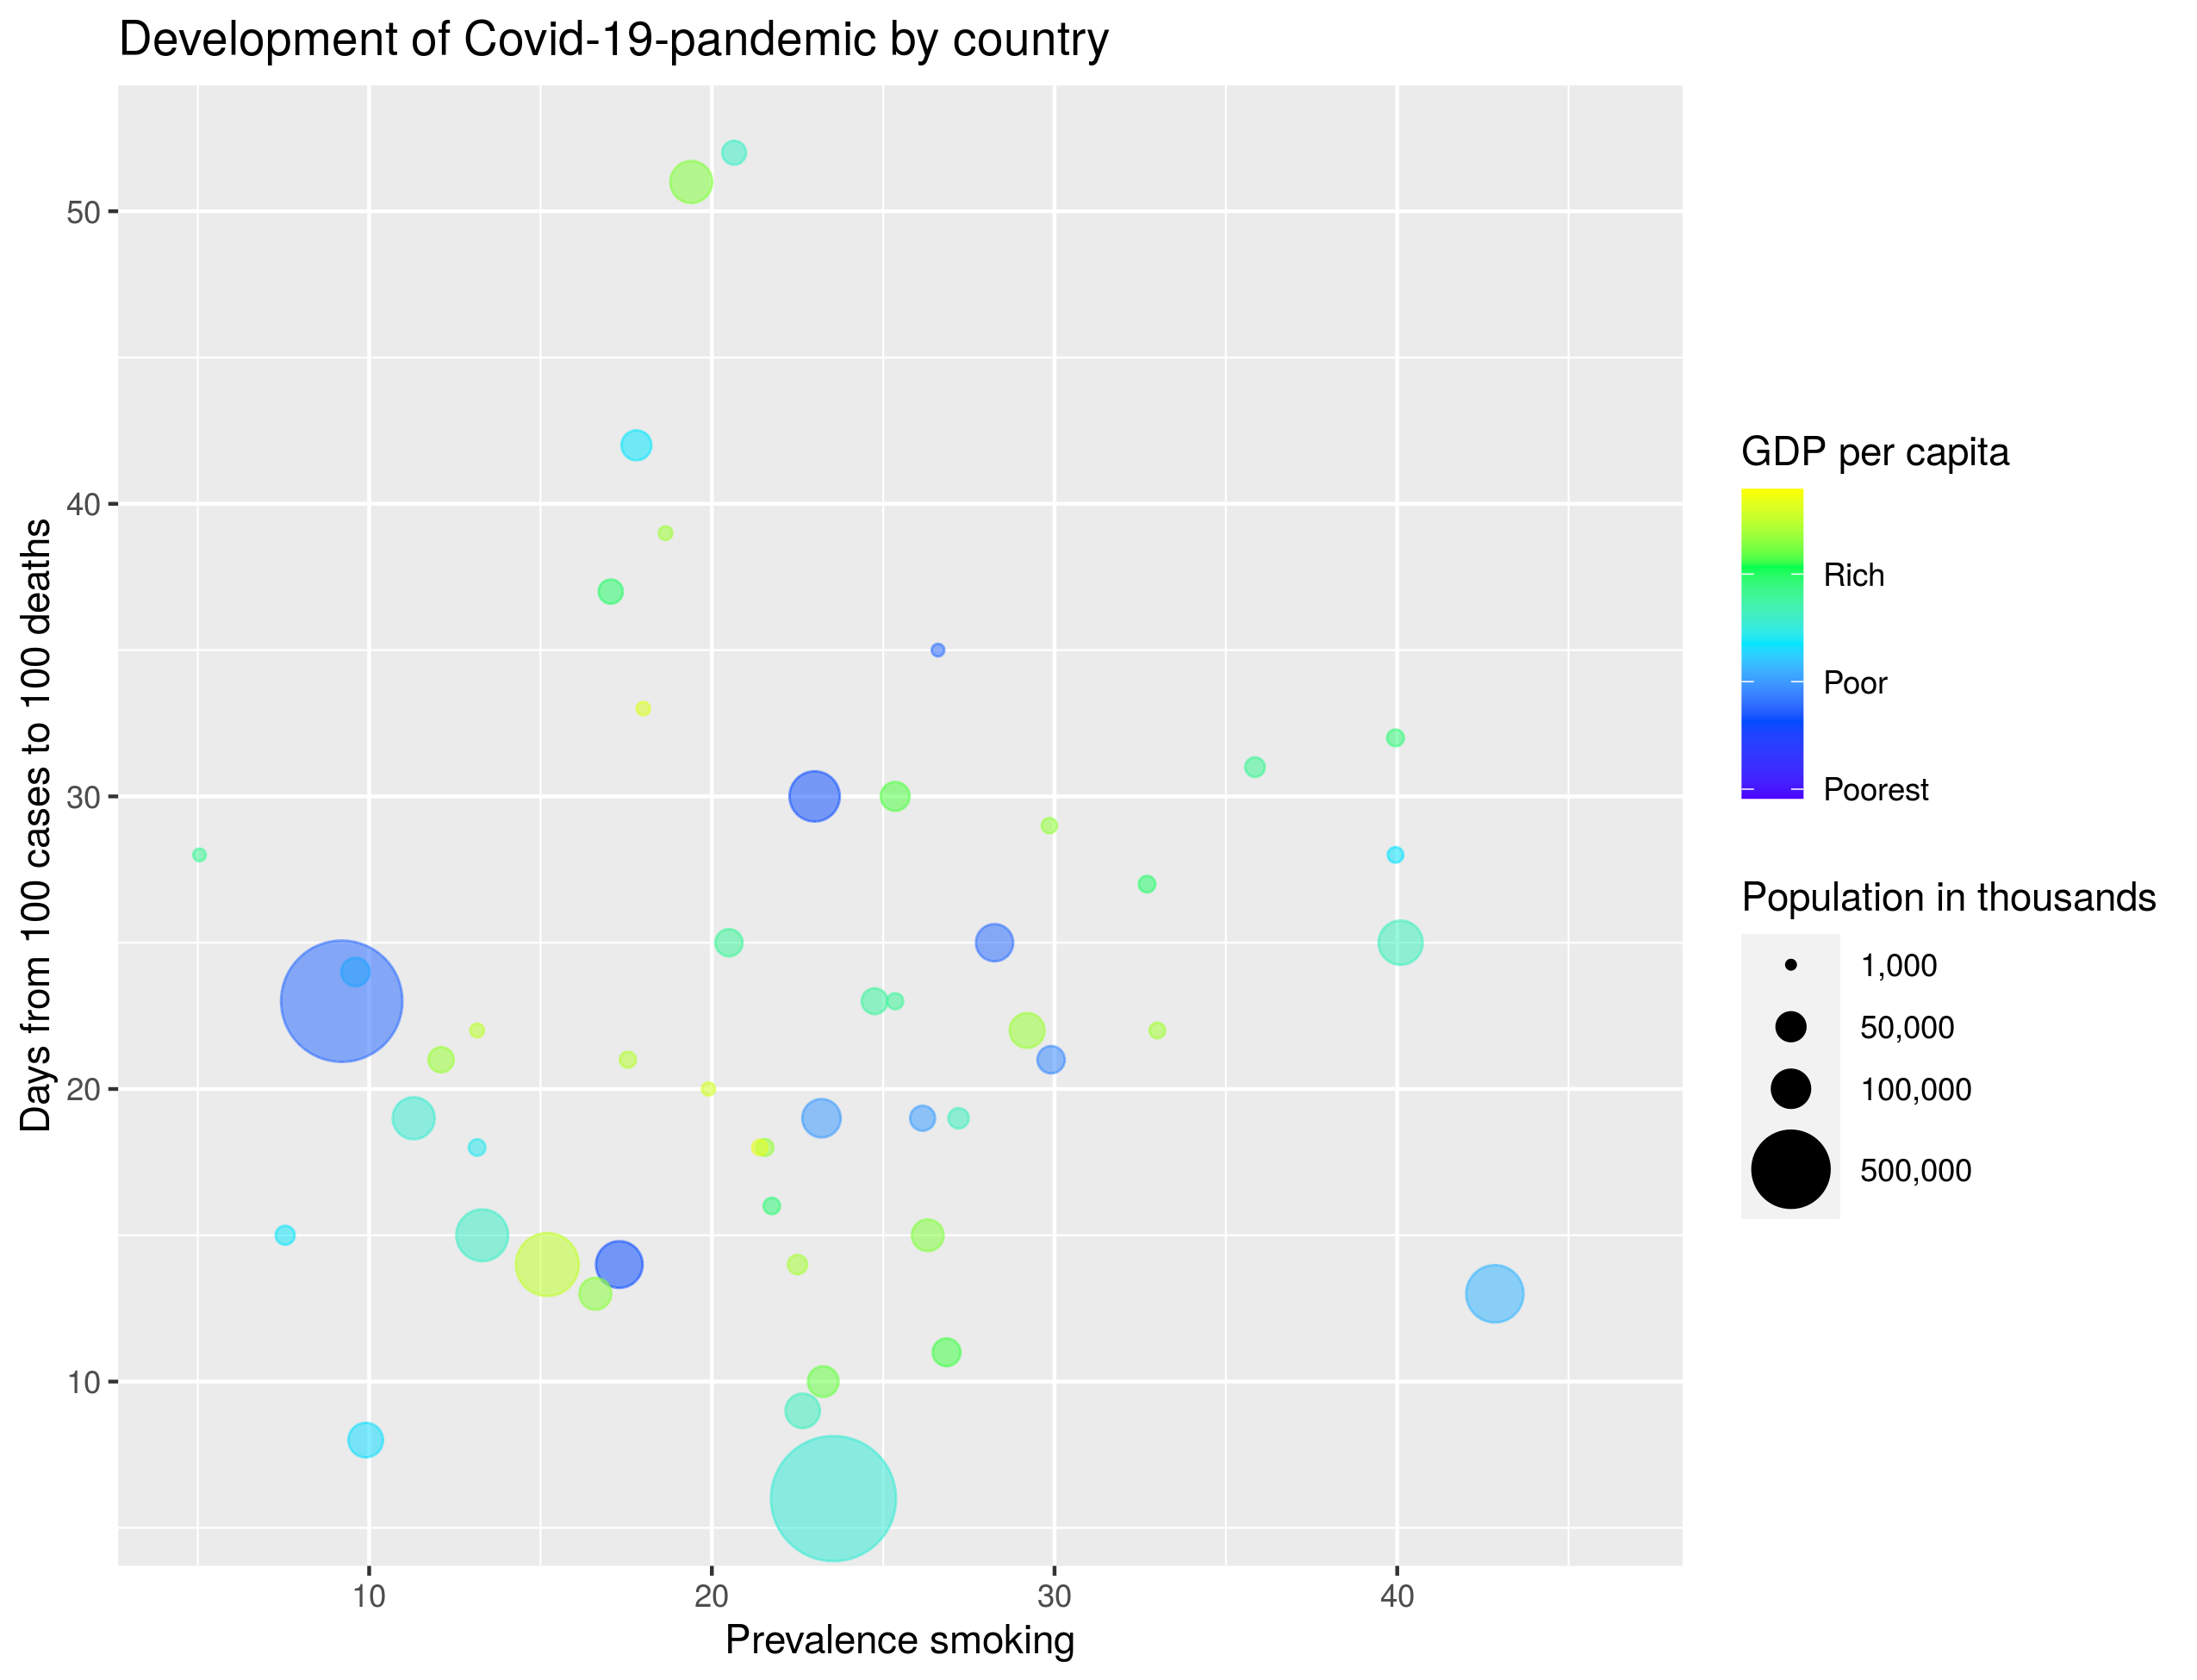 Development of Covid-19-pandemic by country
Days from 100 cases to 100 deaths
50
40
30
20
10
10
20
30
40
Prevalence smoking
GDP per capita
Rich
Poor
Poorest
Population in thousands
1,000
50,000
100,000
500,000